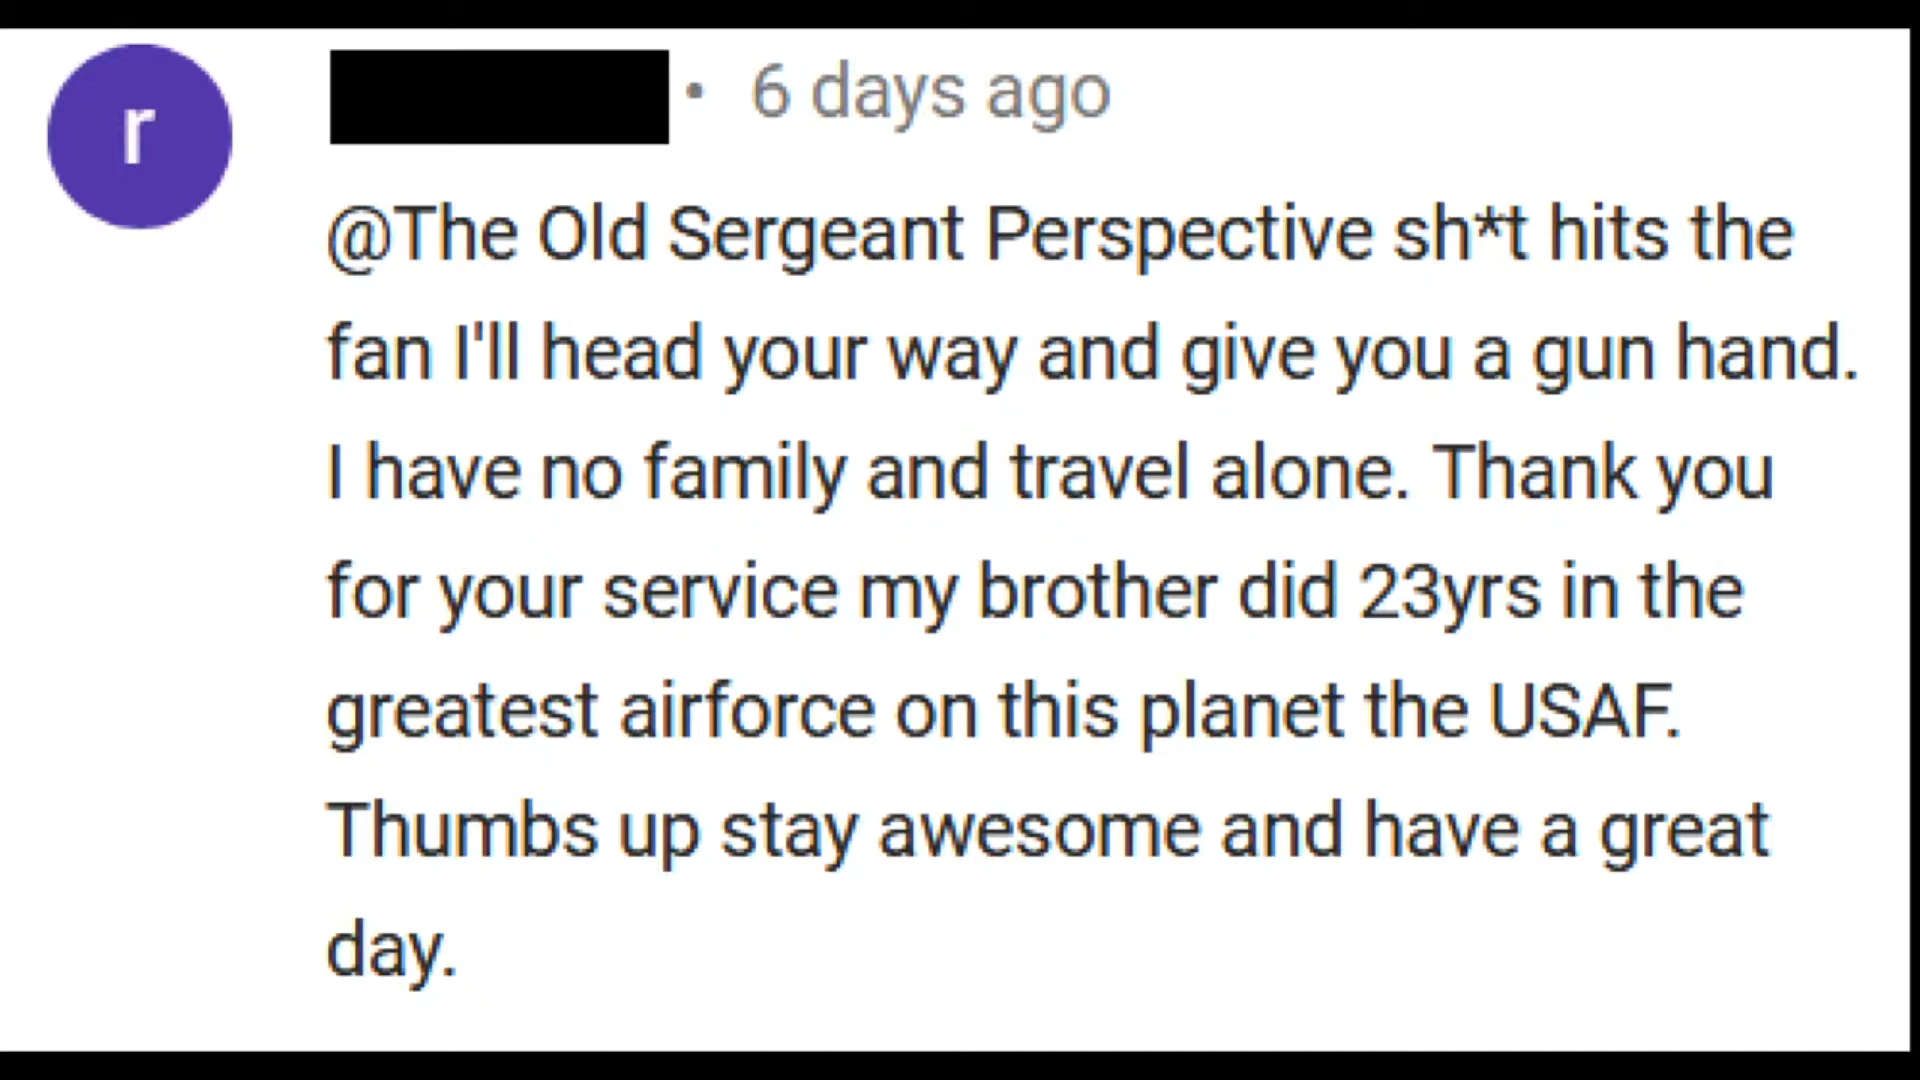 r
• 6 days ago
@The Old Sergeant Perspective sh*t hits the
fan I'll head your way and give you a gun hand.
I have no family and travel alone. Thank you
for your service my brother did 23yrs in the
greatest airforce on this planet the USAF.
Thumbs up stay awesome and have a great
day.